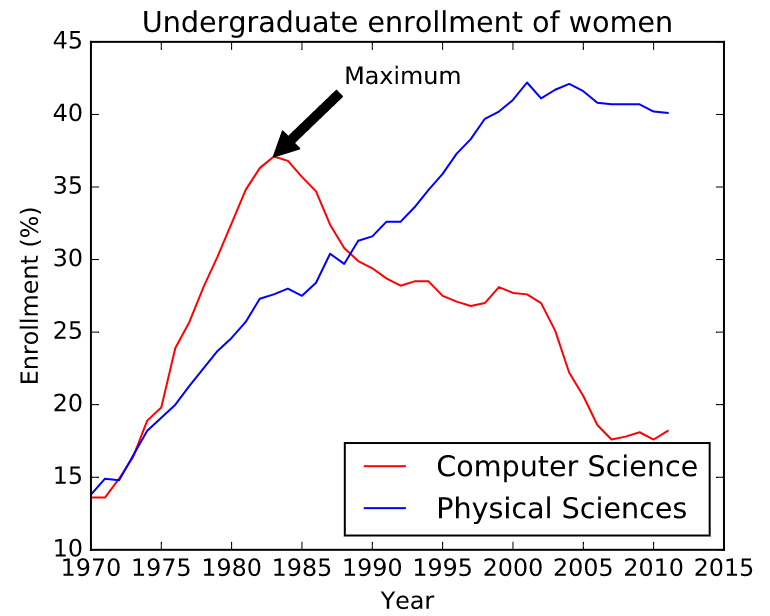 Undergraduate enrollment of women
45
40
35
30
25
20
15
10
Enrollment (%)
Maximum
Computer Science
Physical Sciences
1970 1975 1980 1985 1990 1995 2000 2005 2010 2015
Year